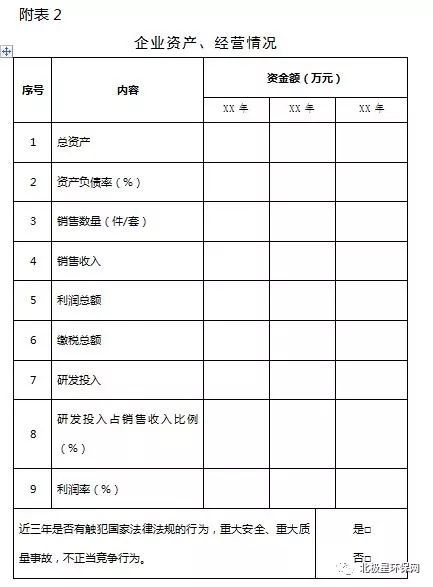 附表 2
企业资产、经营情况
序号 内容 资金额（万元）
XX 年 XX 年 XX 年
1 总资产
2 资产负债率（%）
3 销售数量（件/套）
4 销售收入
5 利润总额
6 缴税总额
7 研发投入
8 研发投入占销售收入比例
（%）
9 利润率（%）
近三年是否有触犯国家法律法规的行为，重大安全、重大质 是□
量事故，不正当竞争行为。 否□
北极星环保网